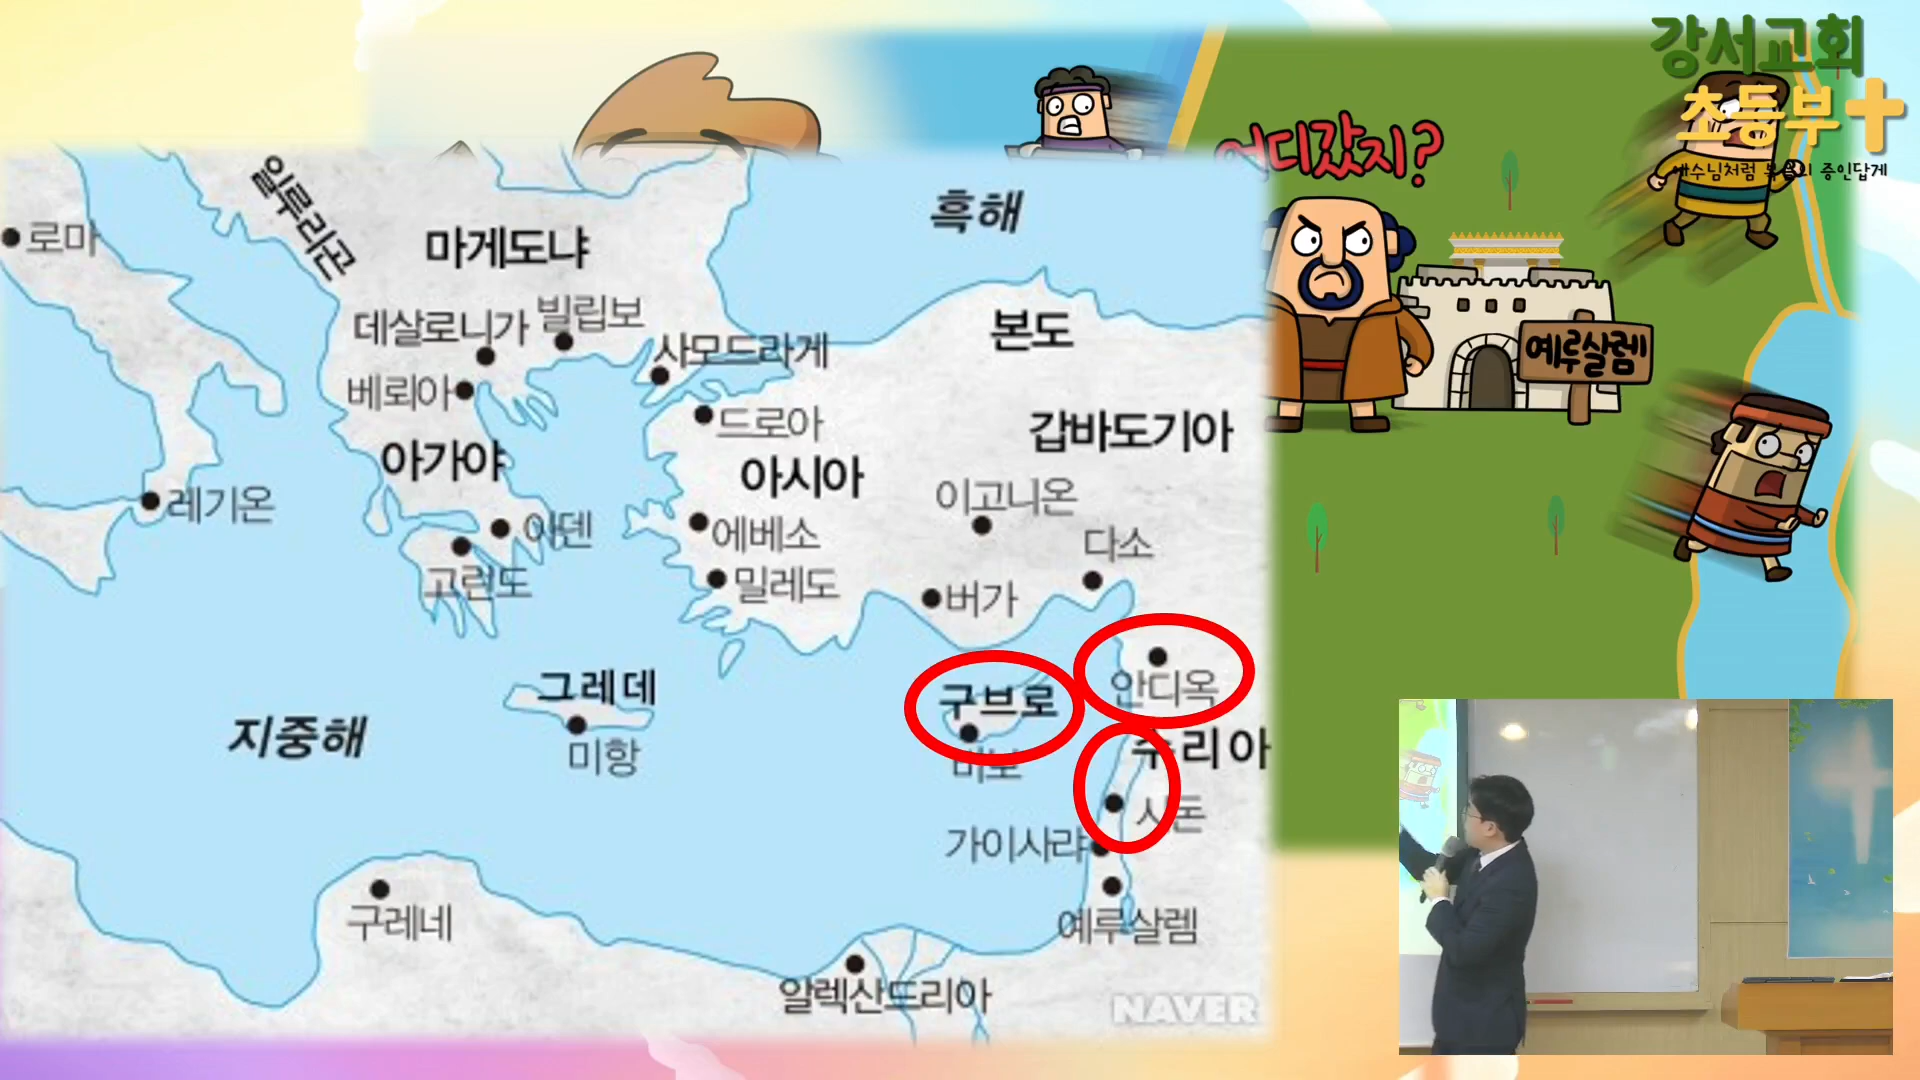 강서교회
초등부
예수님처럼 복음의 증인답게
어디갔지?
예루살렘
일루리곤
로마
마게도냐
흑해
데살로니가
빌립보
사모드라게
본도
베뢰아
드로아
갑바도기아
아가야
아시아
레기온
이고니온
아덴
에베소
다소
고린도
밀레도
버가
그레데
미항
구브로
바보
안디옥
수리아
지중해
시돈
가이사랴
예루살렘
구레네
알렉산드리아
NAVER